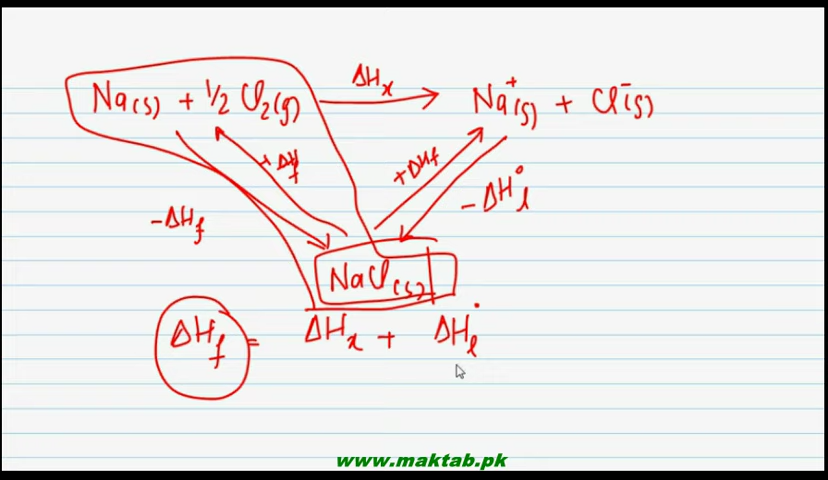 Na(s) + ½ Cl₂(g) ΔHₓ Na⁺(g) + Cl⁻(g)
+ΔHf +ΔHf
-ΔHf -ΔH°l
NaCl(s)
ΔHf = ΔHₓ + ΔH°l
www.maktab.pk